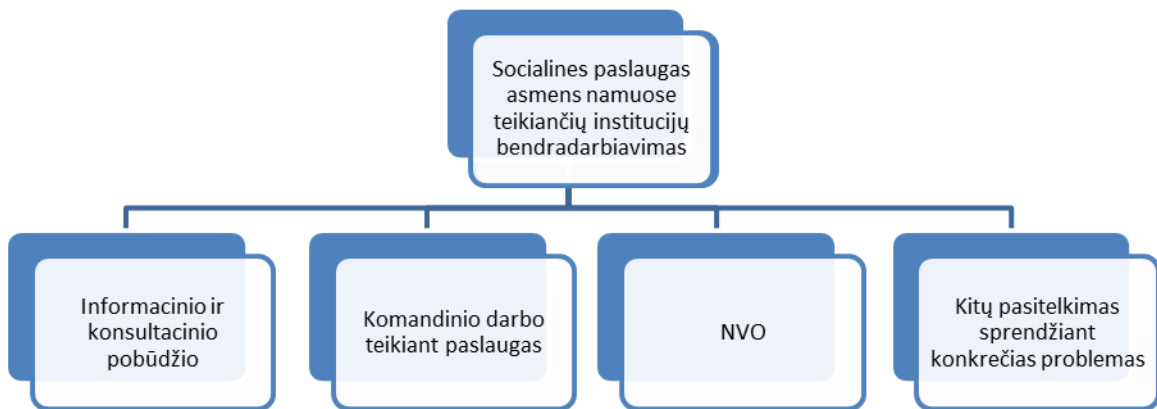 Socialines paslaugas
asmens namuose
teikiančių institucijų
bendradarbiavimas
Informacinio ir
konsultacinio
pobūdžio
Komandinio darbo
teikiant paslaugas
NVO
Kitų pasitelkimas
sprendžiant
konkrečias problemas